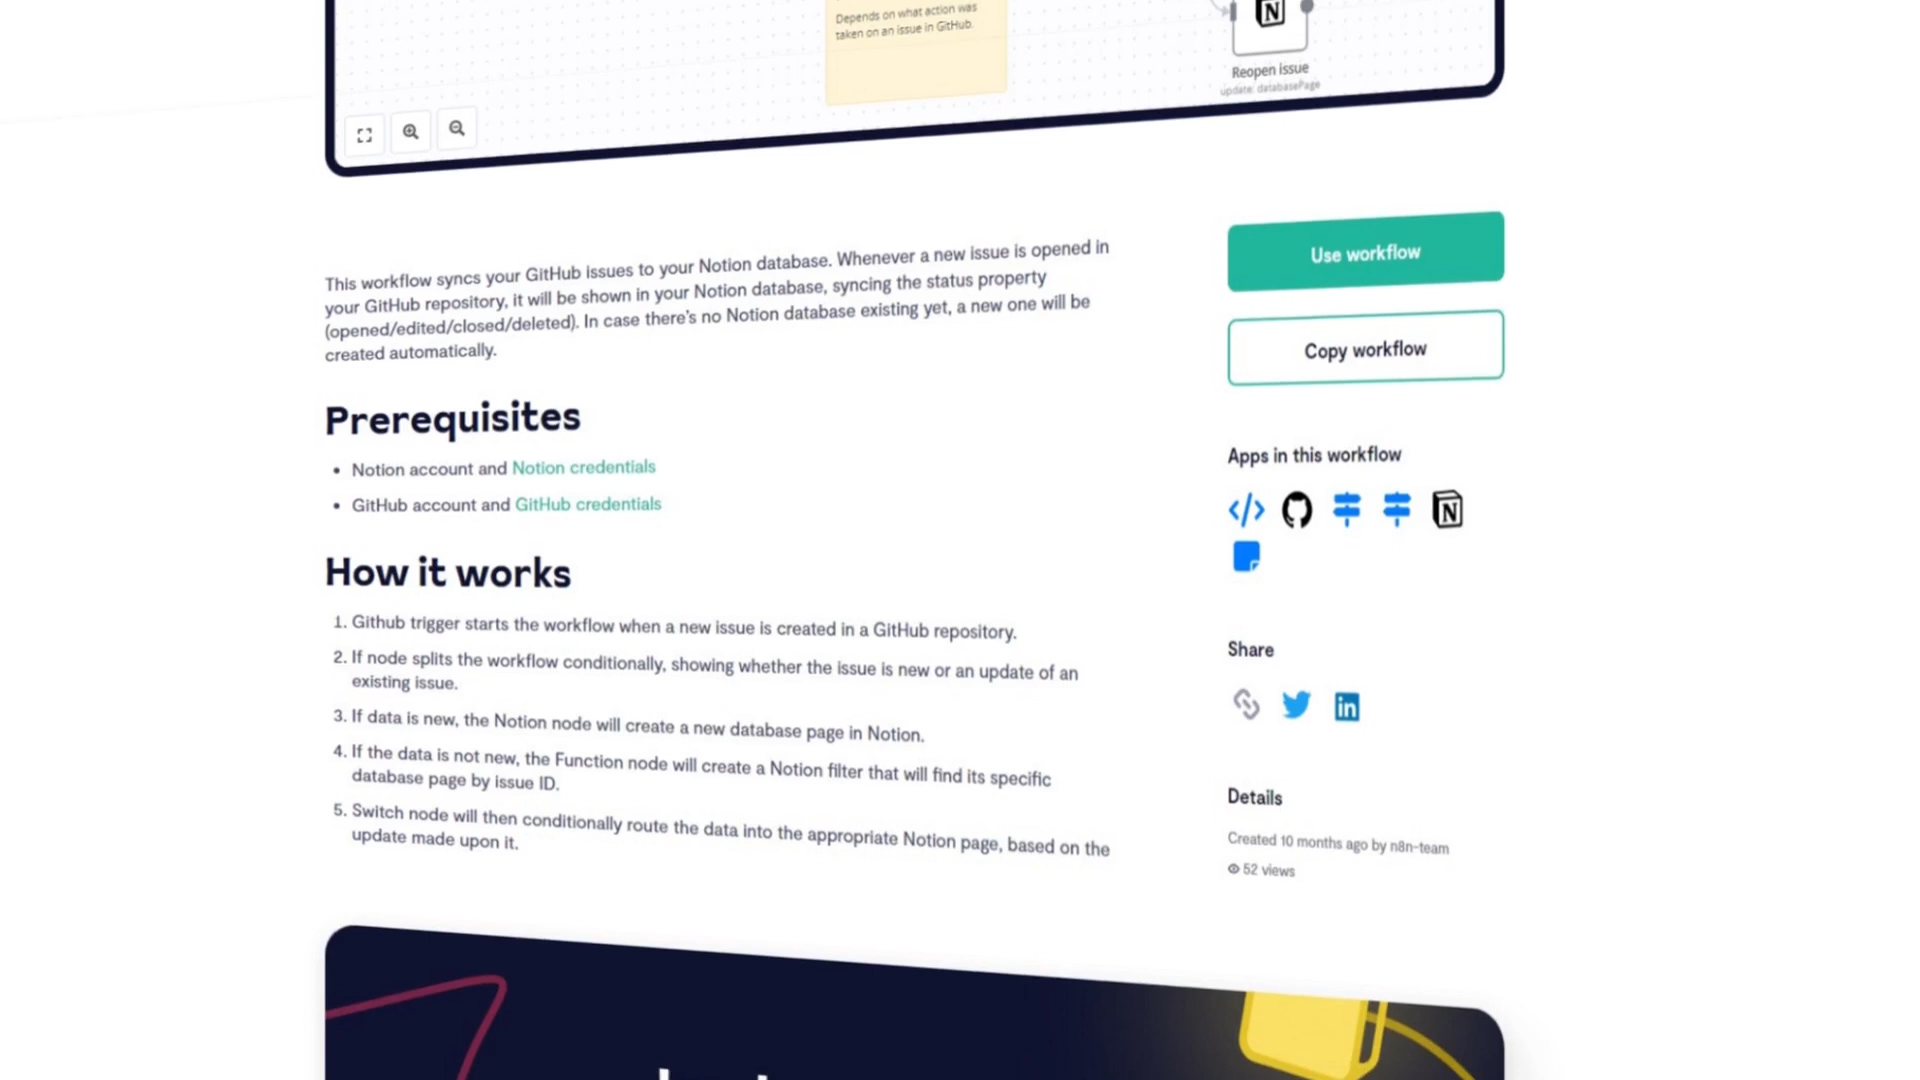 Depends on what action was
taken on an issue in GitHub.
Reopen issue
update: databasePage
This workflow syncs your GitHub issues to your Notion database. Whenever a new issue is opened in
your GitHub repository, it will be shown in your Notion database, syncing the status property
(opened/edited/closed/deleted). In case there's no Notion database existing yet, a new one will be
created automatically.
Prerequisites
• Notion account and Notion credentials
• GitHub account and GitHub credentials
How it works
1. Github trigger starts the workflow when a new issue is created in a GitHub repository.
2. If node splits the workflow conditionally, showing whether the issue is new or an update of an
existing issue.
3. If data is new, the Notion node will create a new database page in Notion.
4. If the data is not new, the Function node will create a Notion filter that will find its specific
database page by issue ID.
5. Switch node will then conditionally route the data into the appropriate Notion page, based on the
update made upon it.
Use workflow
Copy workflow
Apps in this workflow
Share
Details
Created 10 months ago by n8n-team
52 views